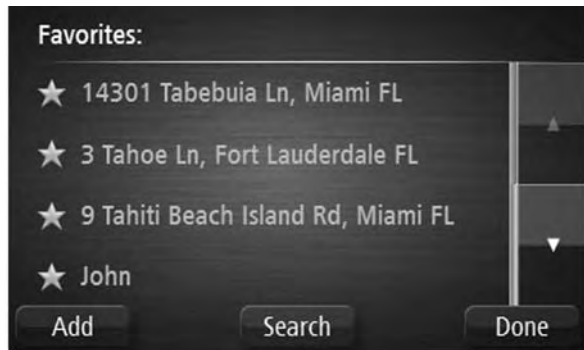 Favorites:
14301 Tabebuia Ln, Miami FL
3 Tahoe Ln, Fort Lauderdale FL
9 Tahiti Beach Island Rd, Miami FL
John
Add Search Done